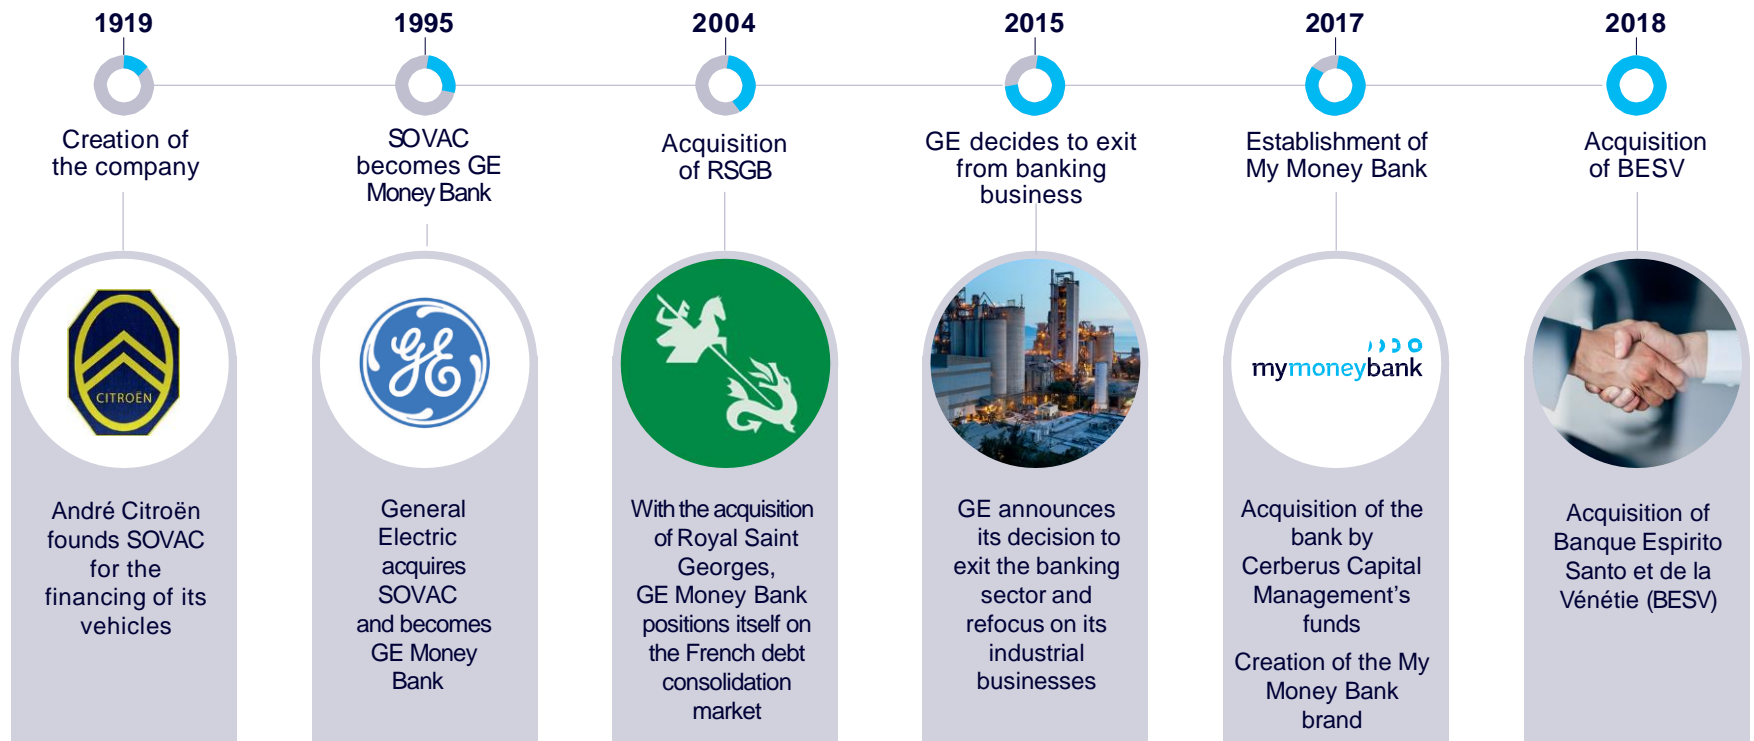 1919
Creation of
the company
CITROËN
André Citroën
founds SOVAC
for the
financing of its
vehicles
1995
SOVAC
becomes GE
Money Bank
GE
General
Electric
acquires
SOVAC
and becomes
GE Money
Bank
2004
Acquisition
of RSGB
With the acquisition
of Royal Saint
Georges,
GE Money Bank
positions itself on
the French debt
consolidation
market
2015
GE decides to exit
from banking
business
GE announces
its decision to
exit the banking
sector and
refocus on its
industrial
businesses
2017
Establishment of
My Money Bank
mymoneybank
Acquisition of the
bank by
Cerberus Capital
Management’s
funds
Creation of the My
Money Bank
brand
2018
Acquisition
of BESV
Acquisition of
Banque Espirito
Santo et de la
Vénétie (BESV)